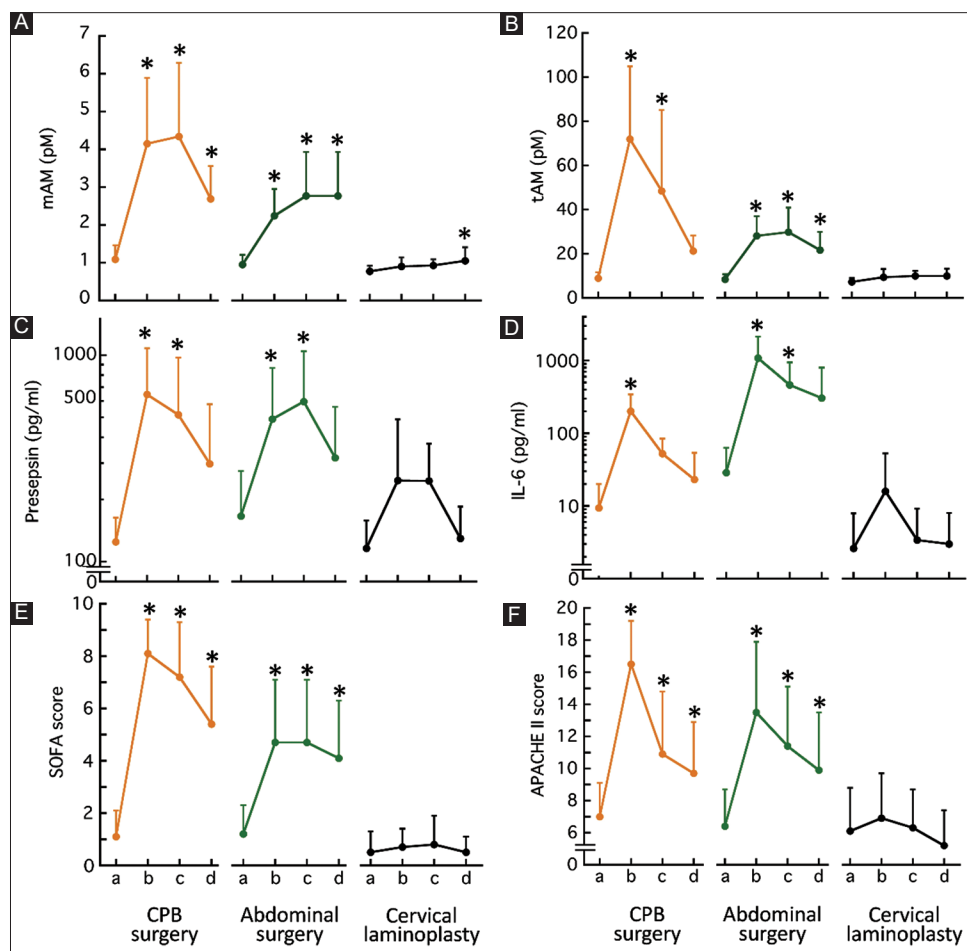 A
7
6
5
4
3
2
1
0
mAM (pM)
* * * * * * *
B
120
100
80
60
40
20
0
tAM (pM)
* * * * *
C
1000
500
100
0
Presepsin (pg/ml)
* * * *
D
1000
100
10
0
IL-6 (pg/ml)
* * *
E
10
8
6
4
2
0
SOFA score
* * * * * *
a b c d a b c d a b c d
CPB surgery
Abdominal surgery
Cervical laminoplasty
F
20
18
16
14
12
10
8
6
0
APACHE II score
* * * * * *
a b c d a b c d a b c d
CPB surgery
Abdominal surgery
Cervical laminoplasty